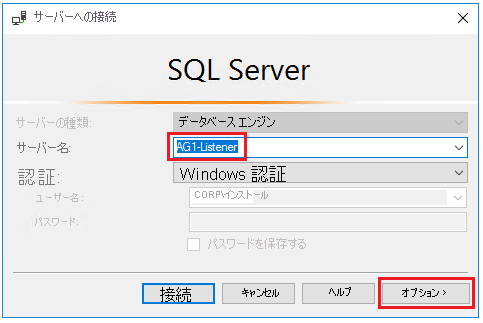 サーバーへの接続
SQL Server
サーバーの種類:
データベース エンジン
サーバー名:
AG1-Listener
認証:
Windows 認証
ユーザー名:
CORP\インストール
パスワード:
パスワードを保存する
接続
キャンセル
ヘルプ
オプション >